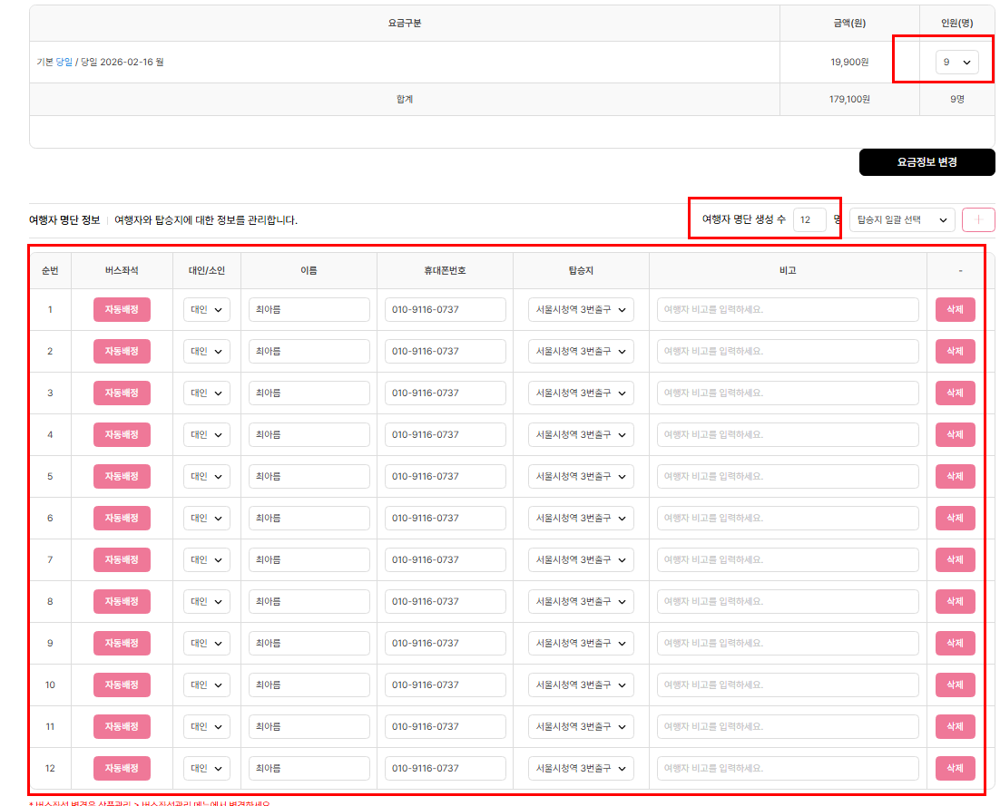 요금구분 금액(원) 인원(명)
기본 당일 / 당일 2026-02-16 월 19,900원 9
합계 179,100원 9명
요금정보 변경
여행자 명단 정보 여행자와 탑승지에 대한 정보를 관리합니다. 여행자 명단 생성 수 12 명 탑승지 일괄 선택 +
순번 버스좌석 대인/소인 이름 휴대폰번호 탑승지 비고 -
1 자동배정 대인 최아름 010-9116-0737 서울시청역 3번출구 여행자 비고를 입력하세요. 삭제
2 자동배정 대인 최아름 010-9116-0737 서울시청역 3번출구 여행자 비고를 입력하세요. 삭제
3 자동배정 대인 최아름 010-9116-0737 서울시청역 3번출구 여행자 비고를 입력하세요. 삭제
4 자동배정 대인 최아름 010-9116-0737 서울시청역 3번출구 여행자 비고를 입력하세요. 삭제
5 자동배정 대인 최아름 010-9116-0737 서울시청역 3번출구 여행자 비고를 입력하세요. 삭제
6 자동배정 대인 최아름 010-9116-0737 서울시청역 3번출구 여행자 비고를 입력하세요. 삭제
7 자동배정 대인 최아름 010-9116-0737 서울시청역 3번출구 여행자 비고를 입력하세요. 삭제
8 자동배정 대인 최아름 010-9116-0737 서울시청역 3번출구 여행자 비고를 입력하세요. 삭제
9 자동배정 대인 최아름 010-9116-0737 서울시청역 3번출구 여행자 비고를 입력하세요. 삭제
10 자동배정 대인 최아름 010-9116-0737 서울시청역 3번출구 여행자 비고를 입력하세요. 삭제
11 자동배정 대인 최아름 010-9116-0737 서울시청역 3번출구 여행자 비고를 입력하세요. 삭제
12 자동배정 대인 최아름 010-9116-0737 서울시청역 3번출구 여행자 비고를 입력하세요. 삭제
* 버스좌석 변경은 상품관리 > 버스좌석관리 메뉴에서 변경하세요